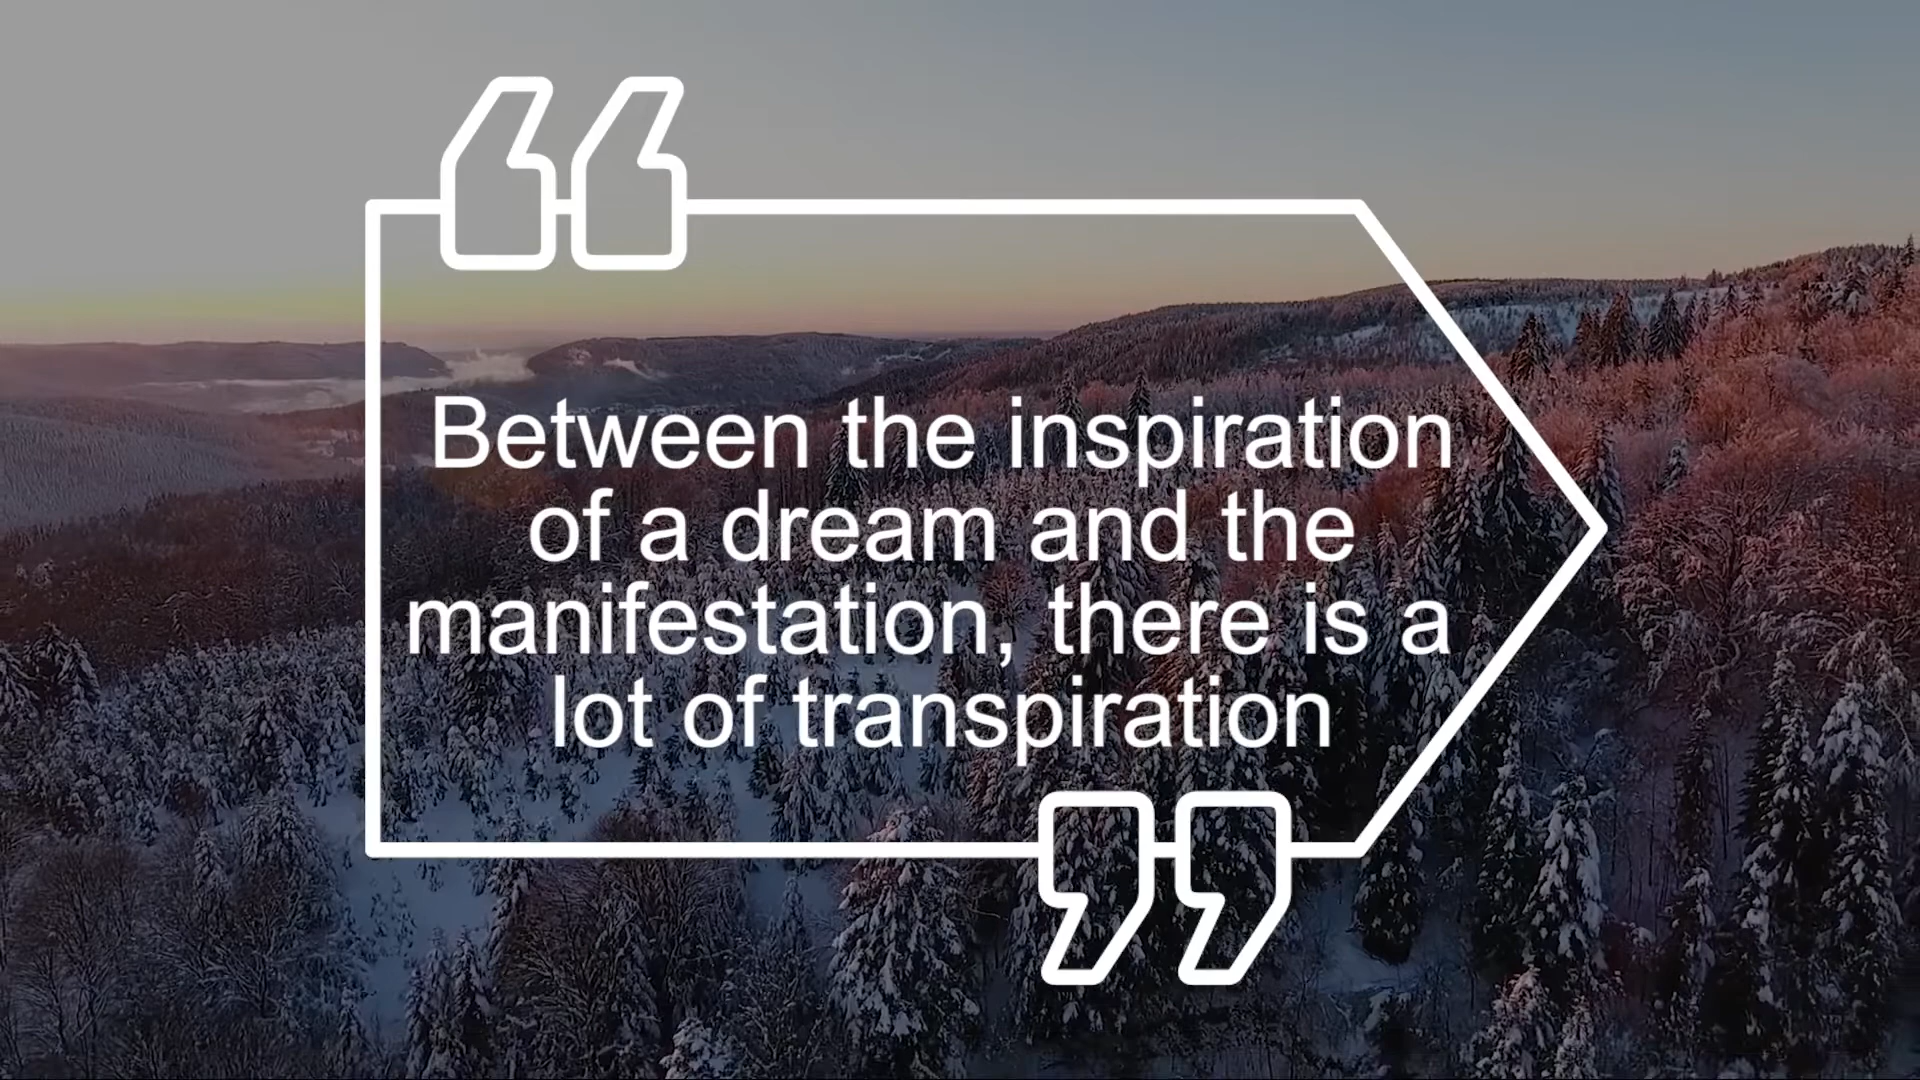 Between the inspiration
of a dream and the
manifestation, there is a
lot of transpiration